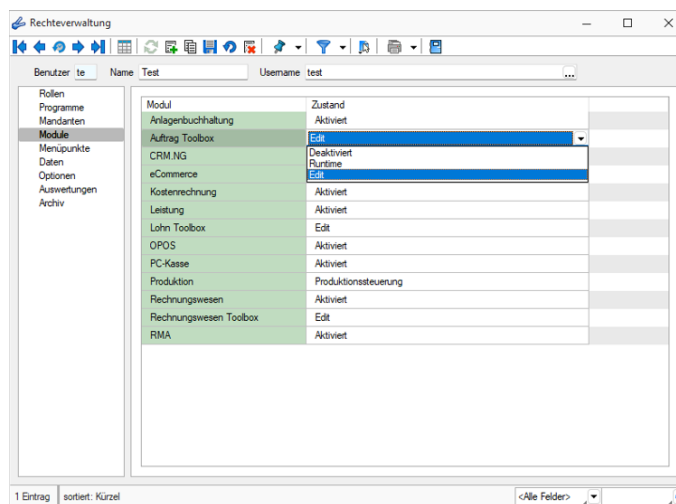 Rechteverwaltung
Benutzer te Name Test Username test ...
Rollen
Programme
Mandanten
Module
Menüpunkte
Daten
Optionen
Auswertungen
Archiv
Modul Zustand
Anlagenbuchhaltung Aktiviert
Auftrag Toolbox Edit
Deaktiviert
Runtime
Edit
CRM.NG
eCommerce
Kostenrechnung Aktiviert
Leistung Aktiviert
Lohn Toolbox Edit
OPOS Aktiviert
PC-Kasse Aktiviert
Produktion Produktionssteuerung
Rechnungswesen Aktiviert
Rechnungswesen Toolbox Edit
RMA Aktiviert
1 Eintrag sortiert: Kürzel <Alle Felder>